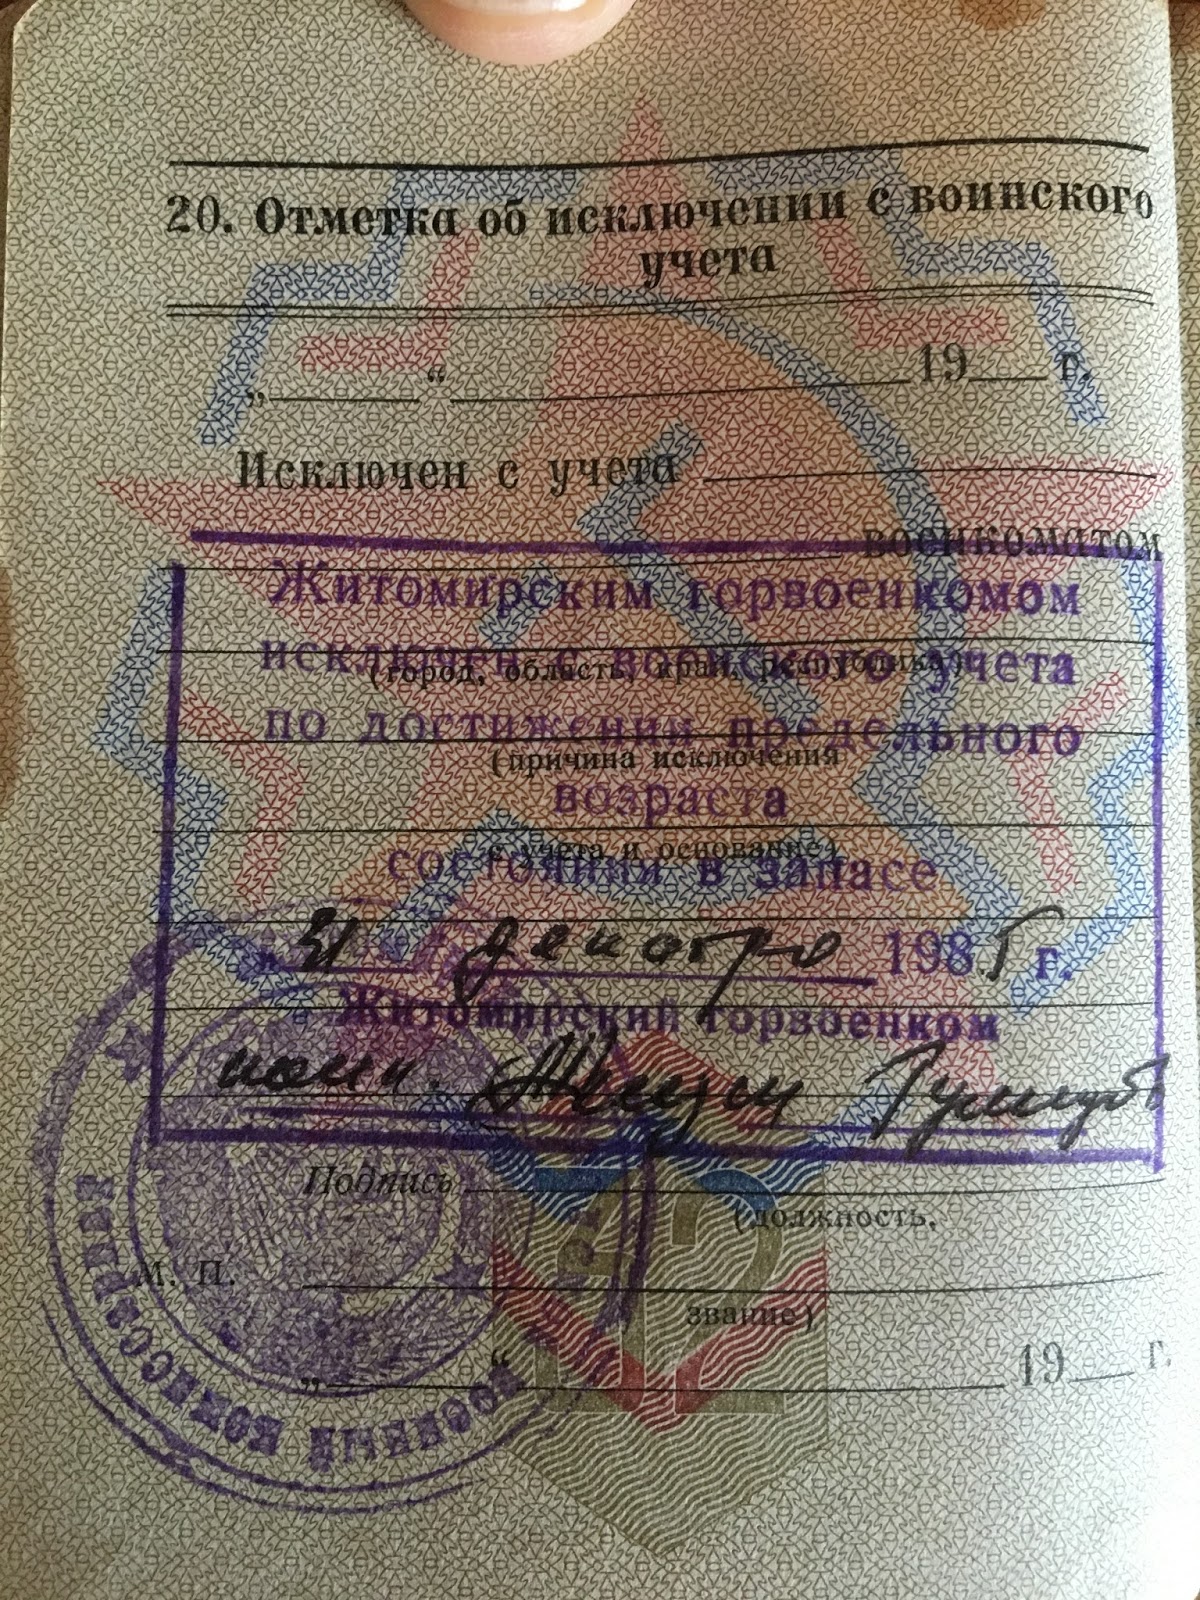 20. Отметка об исключении с воинского
учета
„ “ 19 г.
Исключен с учета
военкоматом
Житомирским горвоенкомом
исключен с воинского учета
(город, область, край, республика)
по достижении предельного
(причина исключения
возраста
с учета и основание)
состояния в запасе
„31 декабря 1985 г.
Житомирский горвоенком
Подпись
(должность,
М. П.
звание)
„ “ 19 г.
ВОЕННЫЙ КОМИССАРИАТ